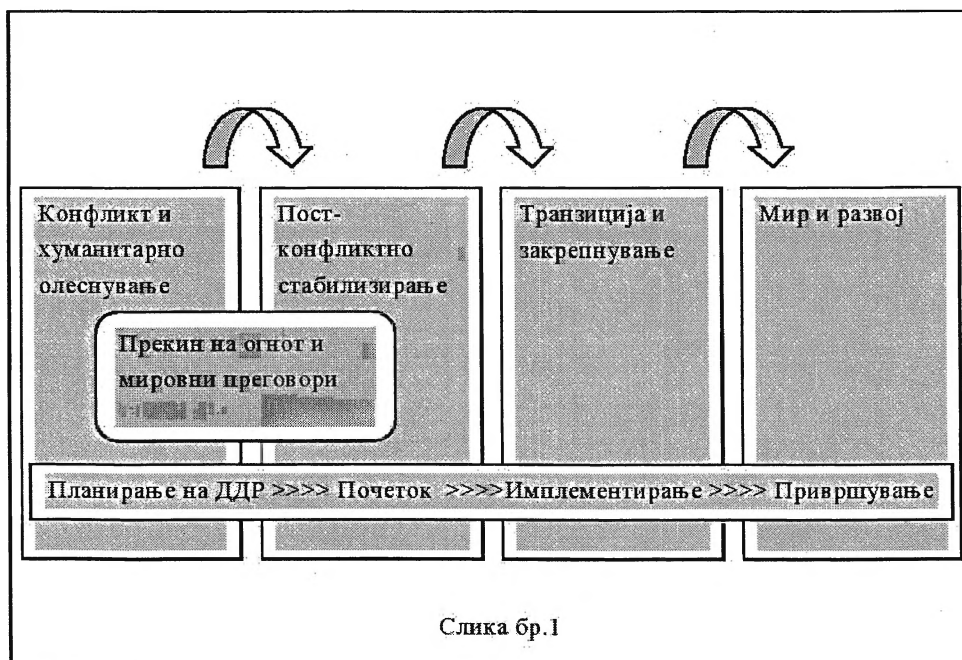 Конфликт и
хуманитарно
олеснување
Пост-
конфликтно
стабилизирање
Транзиција и
закрепнување
Мир и развој
Прекин на огнот и
мировни преговори
Планирање на ДДР >>>> Почеток >>>>Имплементирање >>>> Привршување
Слика бр.1